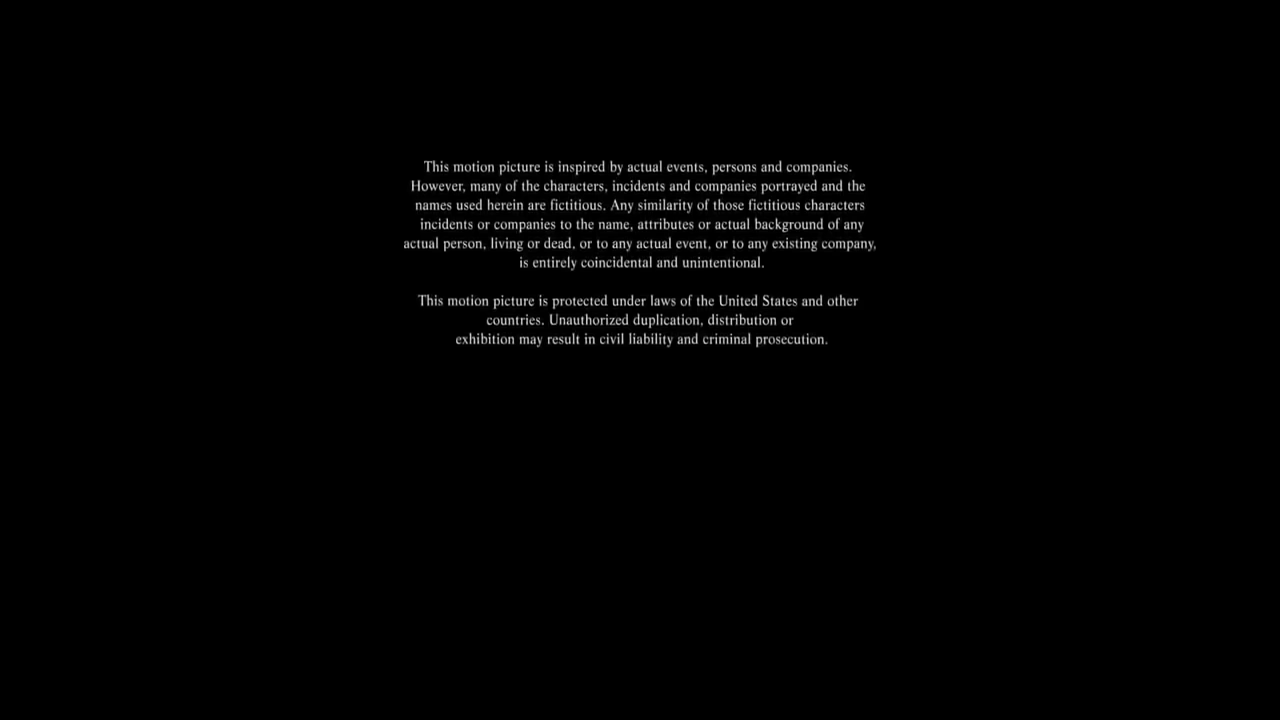 This motion picture is inspired by actual events, persons and companies.
However, many of the characters, incidents and companies portrayed and the
names used herein are fictitious. Any similarity of those fictitious characters
incidents or companies to the name, attributes or actual background of any
actual person, living or dead, or to any actual event, or to any existing company,
is entirely coincidental and unintentional.
This motion picture is protected under laws of the United States and other
countries. Unauthorized duplication, distribution or
exhibition may result in civil liability and criminal prosecution.